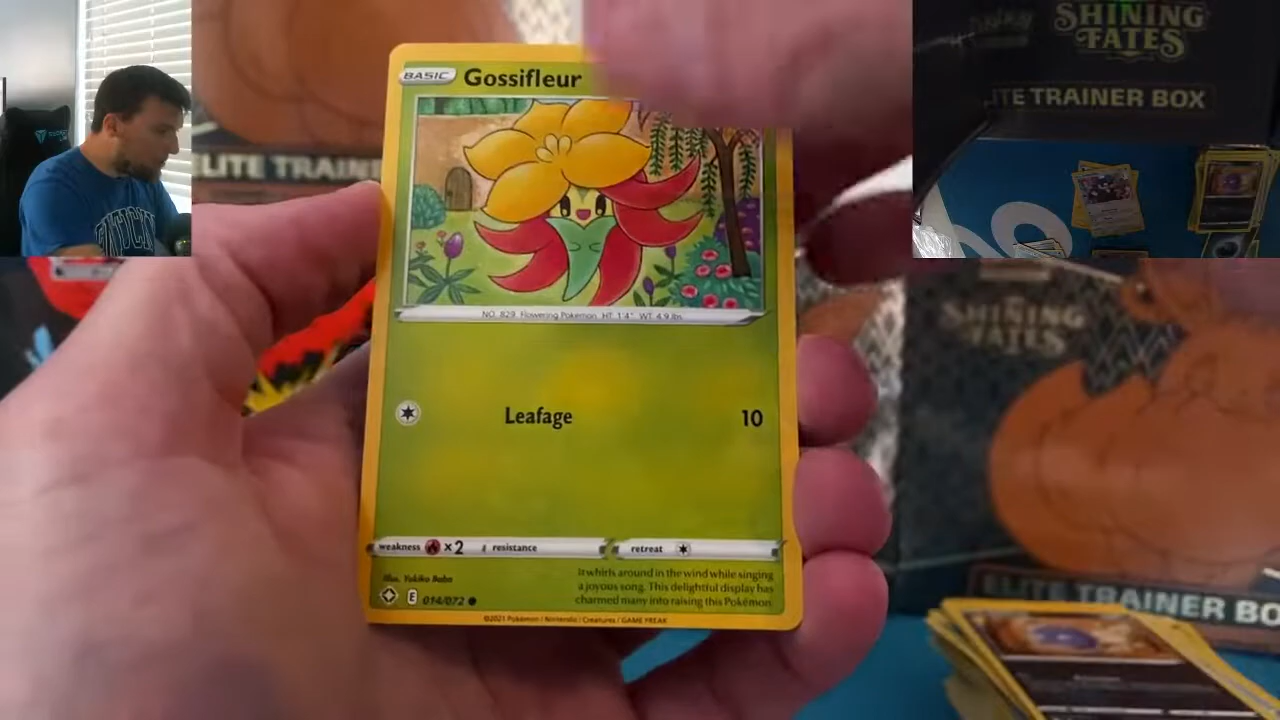 SHINING
FATES
ITE TRAINER BOX
BASIC Gossifleur
ELITE TRAIN
NO. 829 Flowering Pokémon HT: 1'4" WT: 4.9 lbs.
SHINING
FATES
Leafage 10
weakness ×2 resistance retreat
Illus. Yukiko Baba
It whirls around in the wind while singing
a joyous song. This delightful display has
charmed many into raising this Pokémon.
E 014/072
©2021 Pokémon / Nintendo / Creatures / GAME FREAK
ELITE TRAINER BO